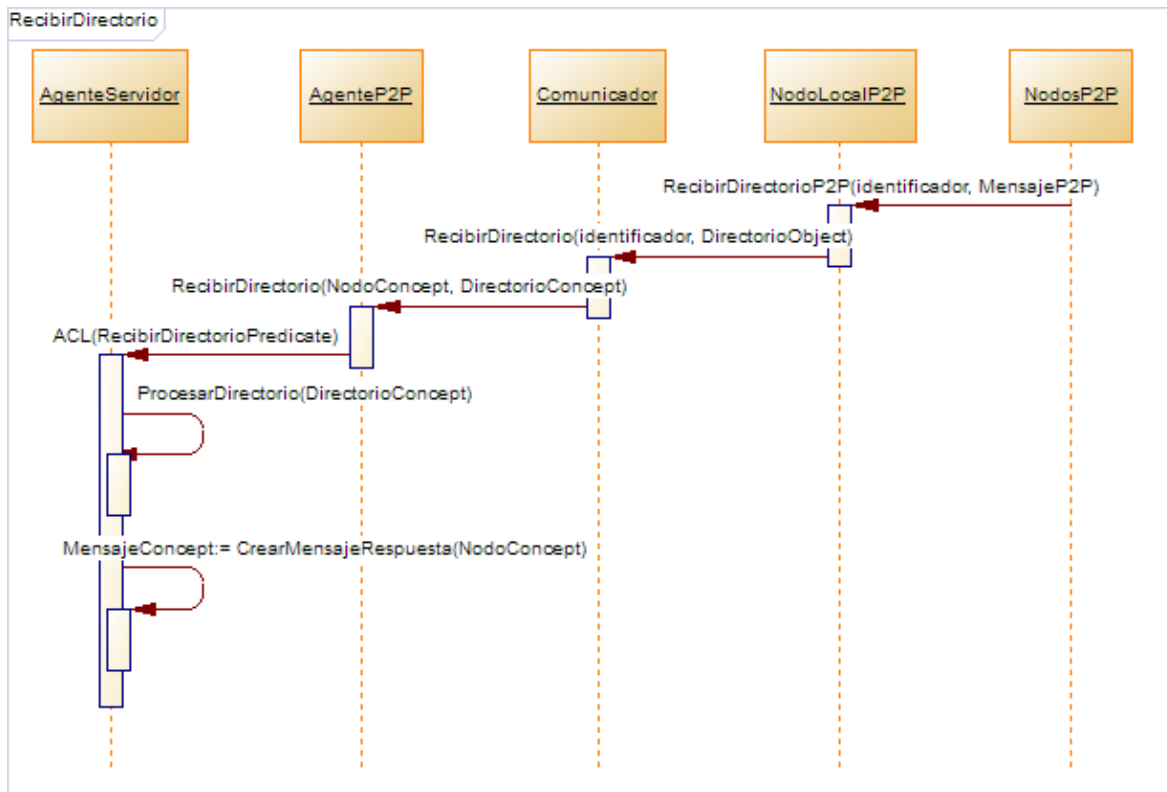 RecibirDirectorio
AgenteServidor
AgenteP2P
Comunicador
NodoLocalP2P
NodosP2P
RecibirDirectorioP2P(identificador, MensajeP2P)
RecibirDirectorio(identificador, DirectorioObject)
RecibirDirectorio(NodoConcept, DirectorioConcept)
ACL(RecibirDirectorioPredicate)
ProcesarDirectorio(DirectorioConcept)
MensajeConcept:= CrearMensajeRespuesta(NodoConcept)